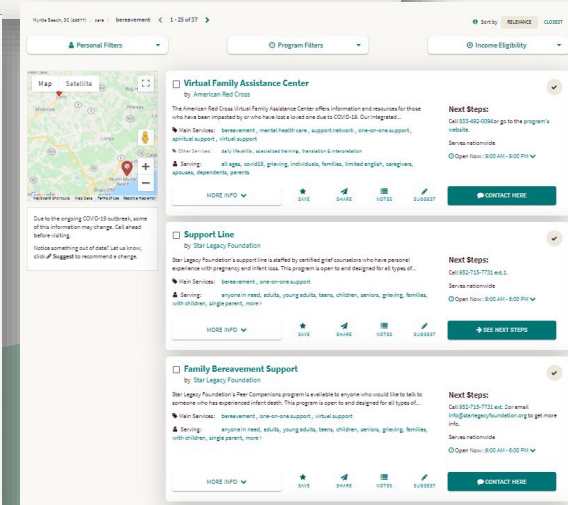 Myrtle Beach, SC (29577) / care / bereavement < 1 - 25 of 37 >
Sort by RELEVANCE CLOSEST
Personal Filters
Program Filters
Income Eligibility
Map Satellite
Longs
Keyboard shortcuts Map Data Terms of Use Report a map error
Due to the ongoing COVID-19 outbreak, some
of this information may change. Call ahead
before visiting.
Notice something out of date? Let us know,
click Suggest to recommend a change.
Virtual Family Assistance Center
by American Red Cross
The American Red Cross Virtual Family Assistance Center offers information and resources for those
who have been impacted by or who have lost a loved one due to COVID-19. Our integrated...
Main Services: bereavement , mental health care , support network , one-on-one support ,
spiritual support , virtual support
Other Services: daily life skills , specialized training , translation & interpretation
Serving: all ages, covid19, grieving, individuals, families, limited english, caregivers,
spouses, dependents, parents
MORE INFO
SAVE
SHARE
NOTES
SUGGEST
Next Steps:
Call 833-492-0094 or go to the program's
website.
Serves nationwide
Open Now : 9:00 AM - 9:00 PM
CONTACT HERE
Support Line
by Star Legacy Foundation
Star Legacy Foundation's support line is staffed by certified grief counselors who have personal
experience with pregnancy and infant loss. This program is open to and designed for all types of...
Main Services: bereavement , one-on-one support
Serving: anyone in need, adults, young adults, teens, children, seniors, grieving, families,
with children, single parent, more >
MORE INFO
SAVE
SHARE
NOTES
SUGGEST
Next Steps:
Call 952-715-7731 ext.1.
Serves nationwide
Open Now : 9:00 AM - 6:00 PM
SEE NEXT STEPS
Family Bereavement Support
by Star Legacy Foundation
Star Legacy Foundation's Peer Companions program is available to anyone who would like to talk to
someone who has experienced infant death. This program is open to and designed for all types of...
Main Services: bereavement , one-on-one support , virtual support
Serving: anyone in need, adults, young adults, teens, children, seniors, grieving, families,
with children, single parent, more >
MORE INFO
SAVE
SHARE
NOTES
SUGGEST
Next Steps:
Call 952-715-7731 ext. 2 or email
info@starlegacyfoundation.org to get more
info.
Serves nationwide
Open Now : 9:00 AM - 6:00 PM
CONTACT HERE